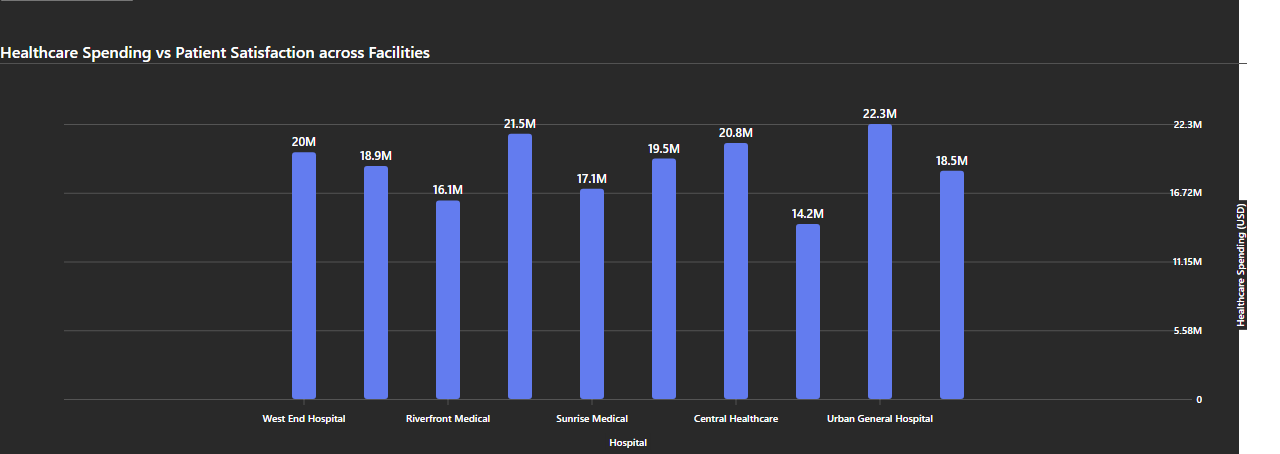 Healthcare Spending vs Patient Satisfaction across Facilities
22.3M
21.5M
20.8M
20M
19.5M
18.9M
18.5M
17.1M
16.1M
14.2M
22.3M
16.72M
11.15M
5.58M
0
Healthcare Spending (USD)
West End Hospital
Riverfront Medical
Sunrise Medical
Central Healthcare
Urban General Hospital
Hospital